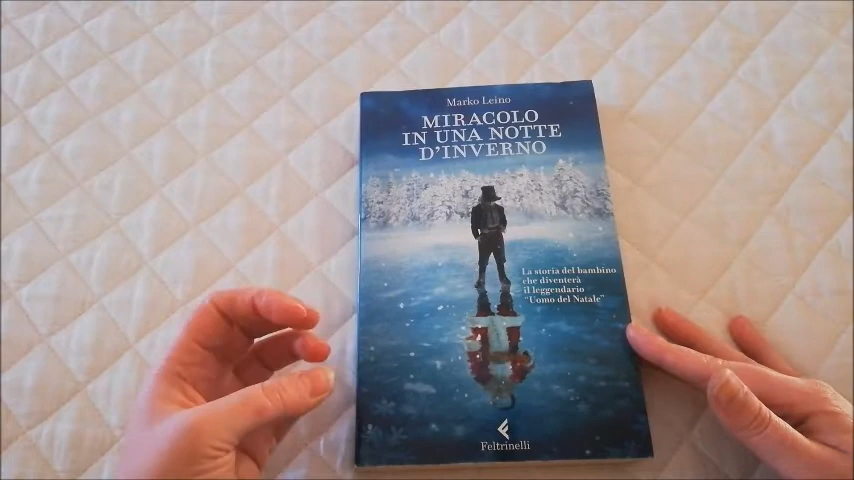 Marko Leino
MIRACOLO
IN UNA NOTTE
D'INVERNO
La storia del bambino
che diventerà
il leggendario
"Uomo del Natale"
Feltrinelli